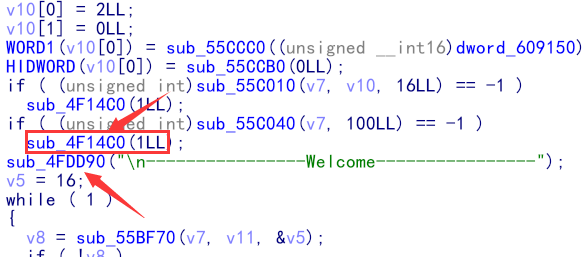 v10[0] = 2LL;
v10[1] = 0LL;
WORD1(v10[0]) = sub_55CCC0((unsigned __int16)dword_609150)
HIDWORD(v10[0]) = sub_55CCB0(0LL);
if ( (unsigned int)sub_55C010(v7, v10, 16LL) == -1 )
sub_4F14C0(1LL);
if ( (unsigned int)sub_55C040(v7, 100LL) == -1 )
sub_4F14C0(1LL);
sub_4FDD90("\n----------------Welcome----------------");
v5 = 16;
while ( 1 )
{
v8 = sub_55BF70(v7, v11, &v5);
if ( !v8 )